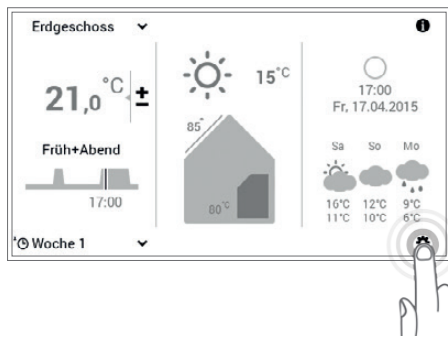 Erdgeschoss
21,0 °C ±
Früh+Abend
17:00
Woche 1
15°C
85°
80°C
17:00
Fr, 17.04.2015
Sa So Mo
16°C 12°C 9°C
11°C 10°C 6°C